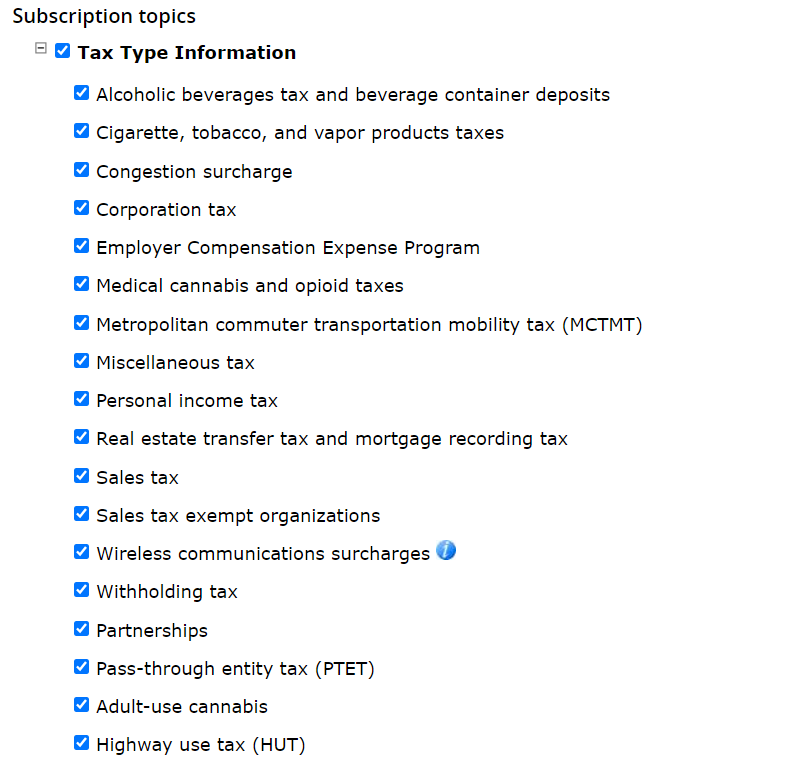 Subscription topics
Tax Type Information
Alcoholic beverages tax and beverage container deposits
Cigarette, tobacco, and vapor products taxes
Congestion surcharge
Corporation tax
Employer Compensation Expense Program
Medical cannabis and opioid taxes
Metropolitan commuter transportation mobility tax (MCTMT)
Miscellaneous tax
Personal income tax
Real estate transfer tax and mortgage recording tax
Sales tax
Sales tax exempt organizations
Wireless communications surcharges
Withholding tax
Partnerships
Pass-through entity tax (PTET)
Adult-use cannabis
Highway use tax (HUT)